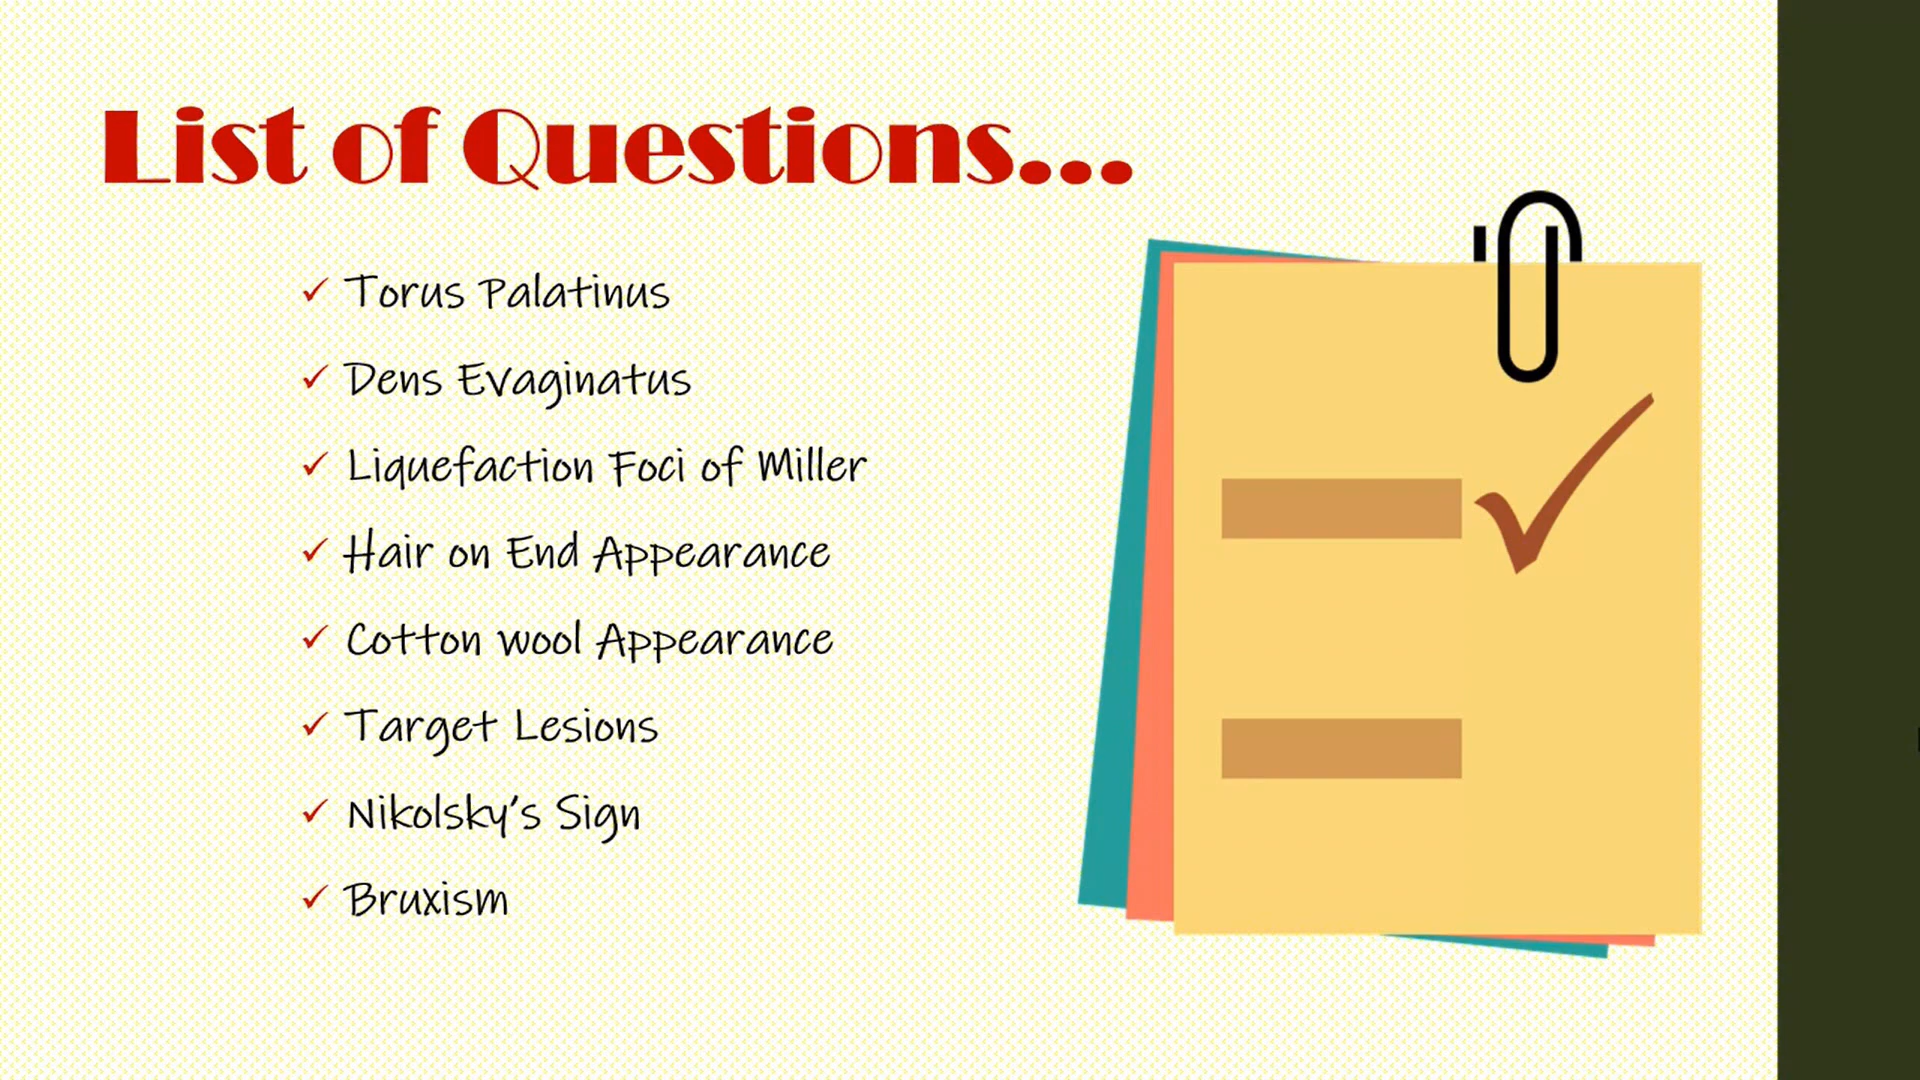 List of Questions...
Torus Palatinus
Dens Evaginatus
Liquefaction Foci of Miller
Hair on End Appearance
Cotton wool Appearance
Target Lesions
Nikolsky's Sign
Bruxism